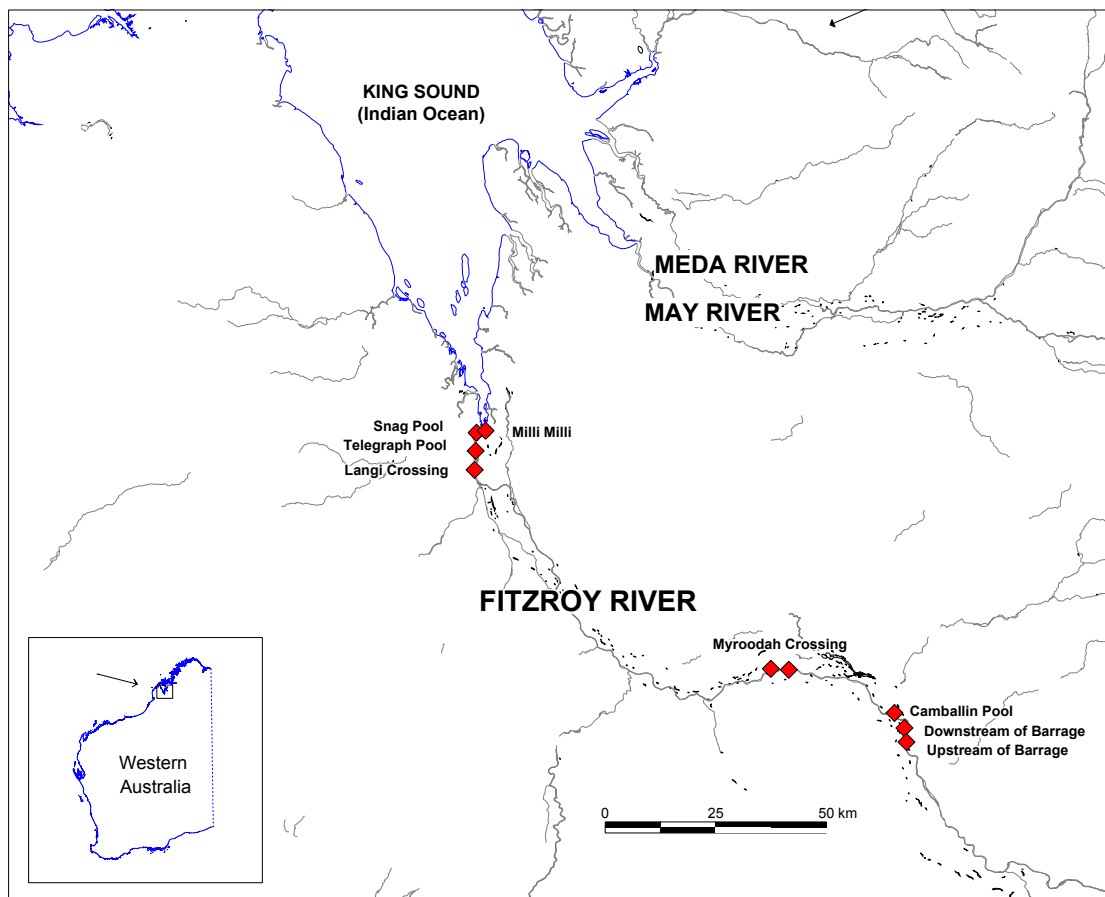 KING SOUND
(Indian Ocean)
MEDA RIVER
MAY RIVER
Snag Pool
Milli Milli
Telegraph Pool
Langi Crossing
FITZROY RIVER
Myroodah Crossing
Camballin Pool
Downstream of Barrage
Upstream of Barrage
Western
Australia
0 25 50 km